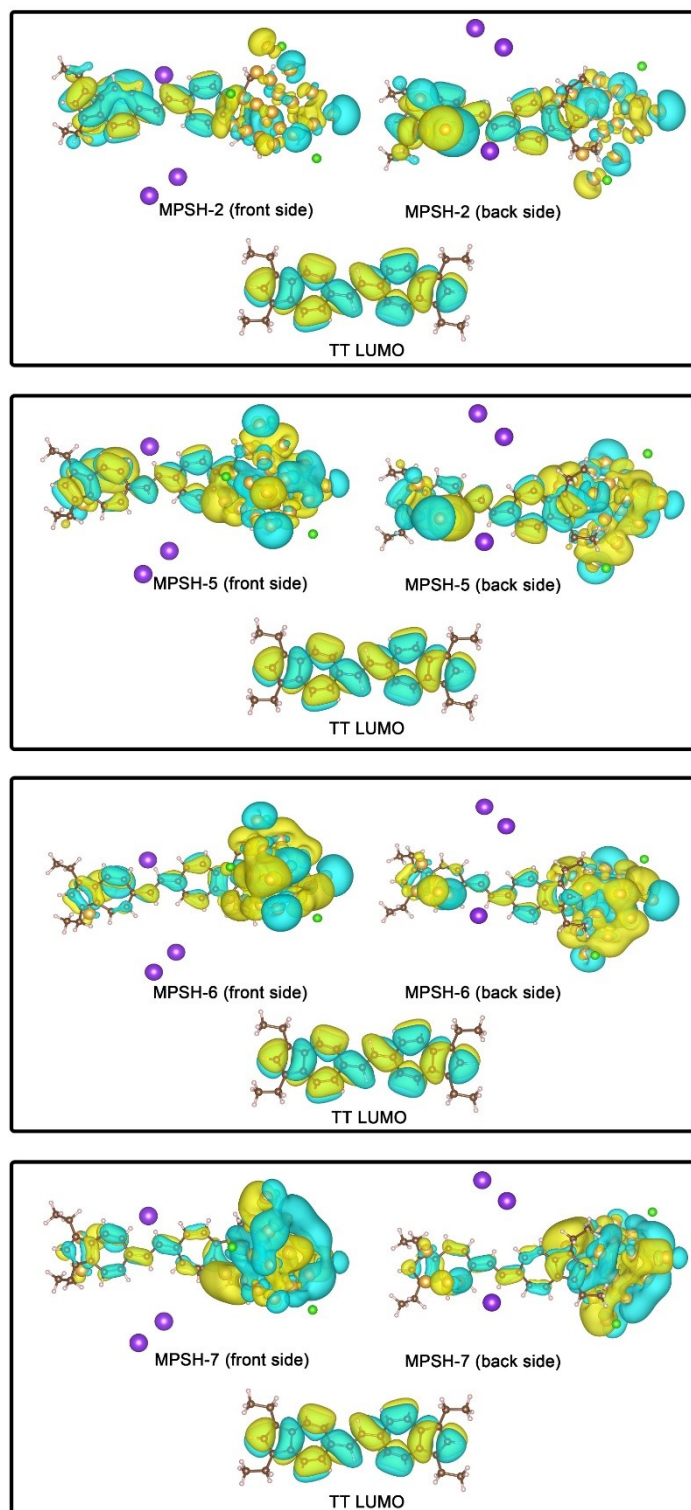 MPSH-2 (front side)
MPSH-2 (back side)
TT LUMO
MPSH-5 (front side)
MPSH-5 (back side)
TT LUMO
MPSH-6 (front side)
MPSH-6 (back side)
TT LUMO
MPSH-7 (front side)
MPSH-7 (back side)
TT LUMO